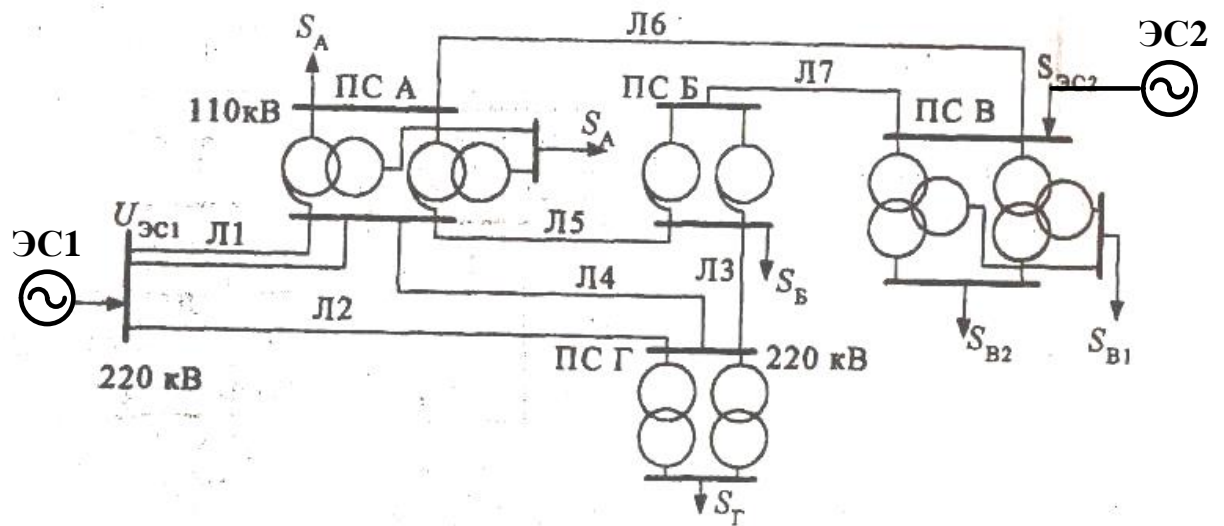 Л6
ЭС2
S_A
Л7
S_ЭС2
ПС А
ПС Б
110кВ
S_A
ПС В
U_ЭС1
Л1
Л5
ЭС1
Л3
S_Б
Л4
Л2
S_В2
S_В1
ПС Г
220 кВ
220 кВ
S_Г